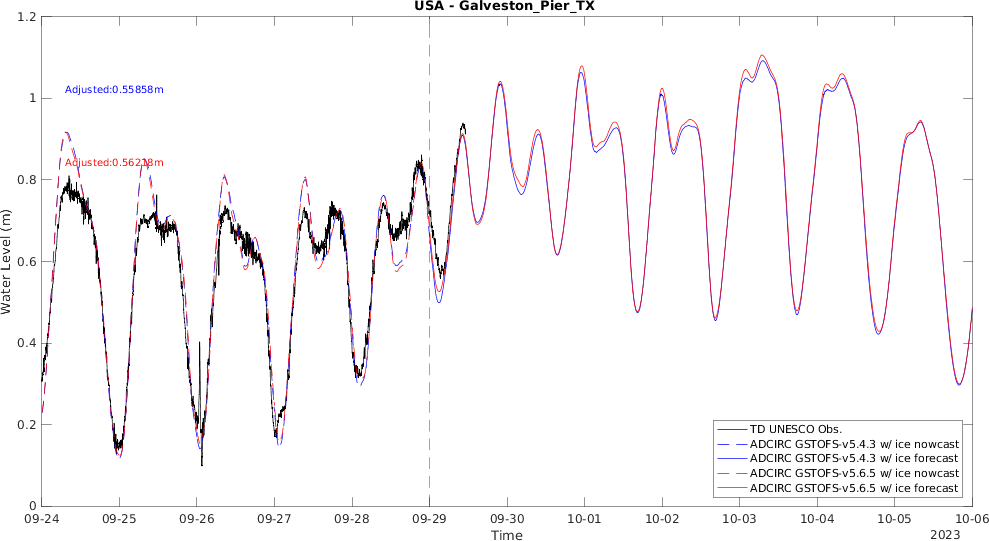 USA - Galveston_Pier_TX
1.2
1
0.8
0.6
0.4
0.2
0
Water Level (m)
Adjusted:0.55858m
Adjusted:0.56218m
TD UNESCO Obs.
ADCIRC GSTOFS-v5.4.3 w/ ice nowcast
ADCIRC GSTOFS-v5.4.3 w/ ice forecast
ADCIRC GSTOFS-v5.6.5 w/ ice nowcast
ADCIRC GSTOFS-v5.6.5 w/ ice forecast
09-24 09-25 09-26 09-27 09-28 09-29 09-30 10-01 10-02 10-03 10-04 10-05 10-06
Time
2023